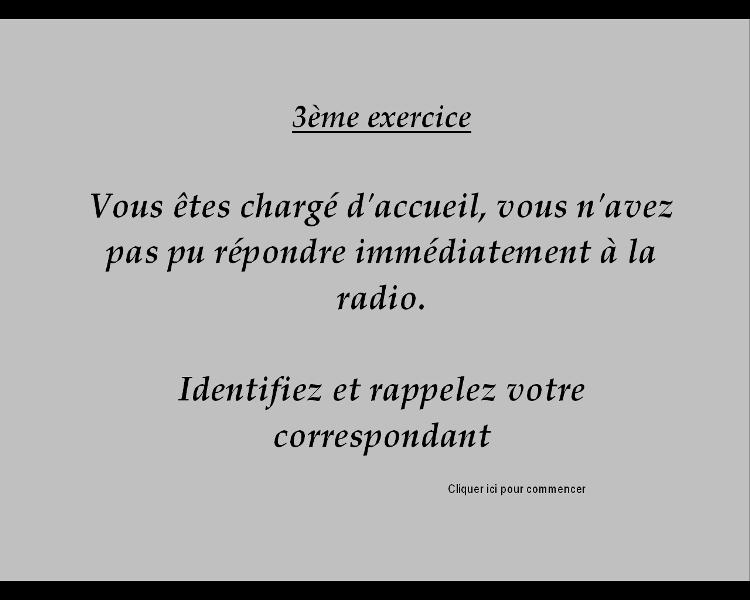 3ème exercice
Vous êtes chargé d'accueil, vous n'avez
pas pu répondre immédiatement à la
radio.
Identifiez et rappelez votre
correspondant
Cliquer ici pour commencer